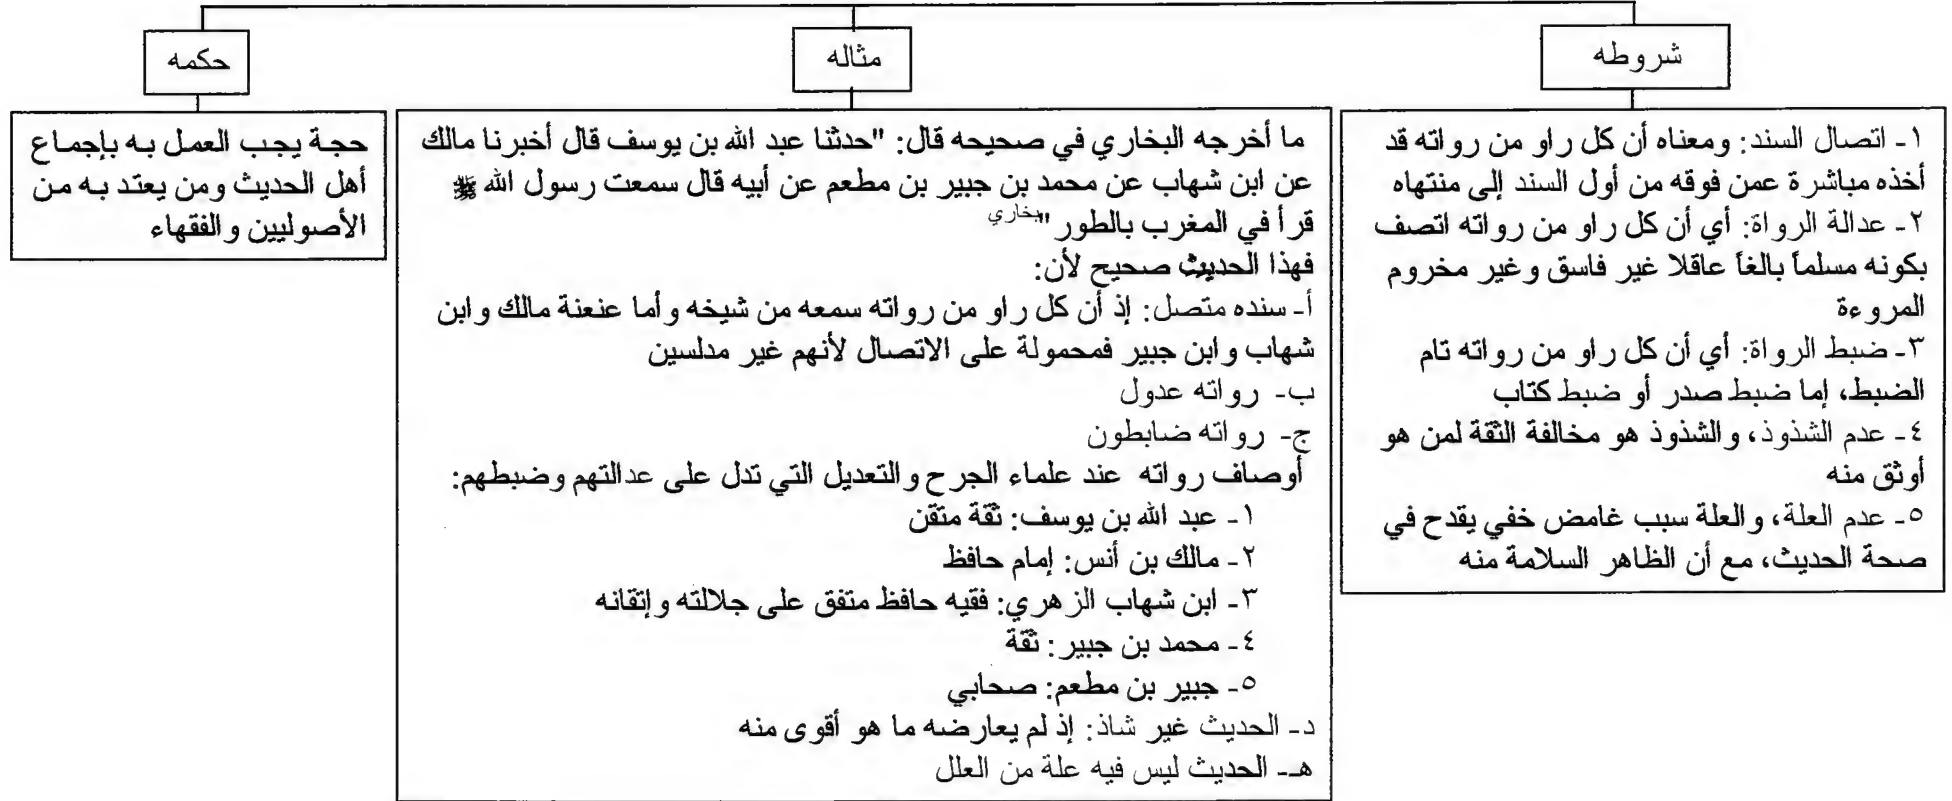 شروطه
١- اتصال السند: ومعناه أن كل راو من رواته قد
أخذه مباشرة عمن فوقه من أول السند إلى منتهاه
٢- عدالة الرواة: أي أن كل راو من رواته اتصف
بكونه مسلماً بالغاً عاقلا غير فاسق وغير مخروم
المروءة
٣- ضبط الرواة: أي أن كل راو من رواته تام
الضبط، إما ضبط صدر أو ضبط كتاب
٤- عدم الشذوذ، والشذوذ هو مخالفة الثقة لمن هو
أوثق منه
٥- عدم العلة، والعلة سبب غامض خفي يقدح في
صحة الحديث، مع أن الظاهر السلامة منه
مثاله
ما أخرجه البخاري في صحيحه قال: "حدثنا عبد الله بن يوسف قال أخبرنا مالك
عن ابن شهاب عن محمد بن جبير بن مطعم عن أبيه قال سمعت رسول الله ﷺ
قرأ في المغرب بالطور" بخاري
فهذا الحديث صحيح لأن:
أ- سنده متصل: إذ أن كل راو من رواته سمعه من شيخه وأما عنعنة مالك وابن
شهاب وابن جبير فمحمولة على الاتصال لأنهم غير مدلسين
ب- رواته عدول
ج- رواته ضابطون
أوصاف رواته عند علماء الجرح والتعديل التي تدل على عدالتهم وضبطهم:
١- عبد الله بن يوسف: ثقة متقن
٢- مالك بن أنس: إمام حافظ
٣- ابن شهاب الزهري: فقيه حافظ متفق على جلالته وإتقانه
٤- محمد بن جبير: ثقة
٥- جبير بن مطعم: صحابي
د- الحديث غير شاذ: إذ لم يعارضه ما هو أقوى منه
هـ- الحديث ليس فيه علة من العلل
حكمه
حجة يجب العمل به بإجماع
أهل الحديث ومن يعتد به من
الأصوليين والفقهاء